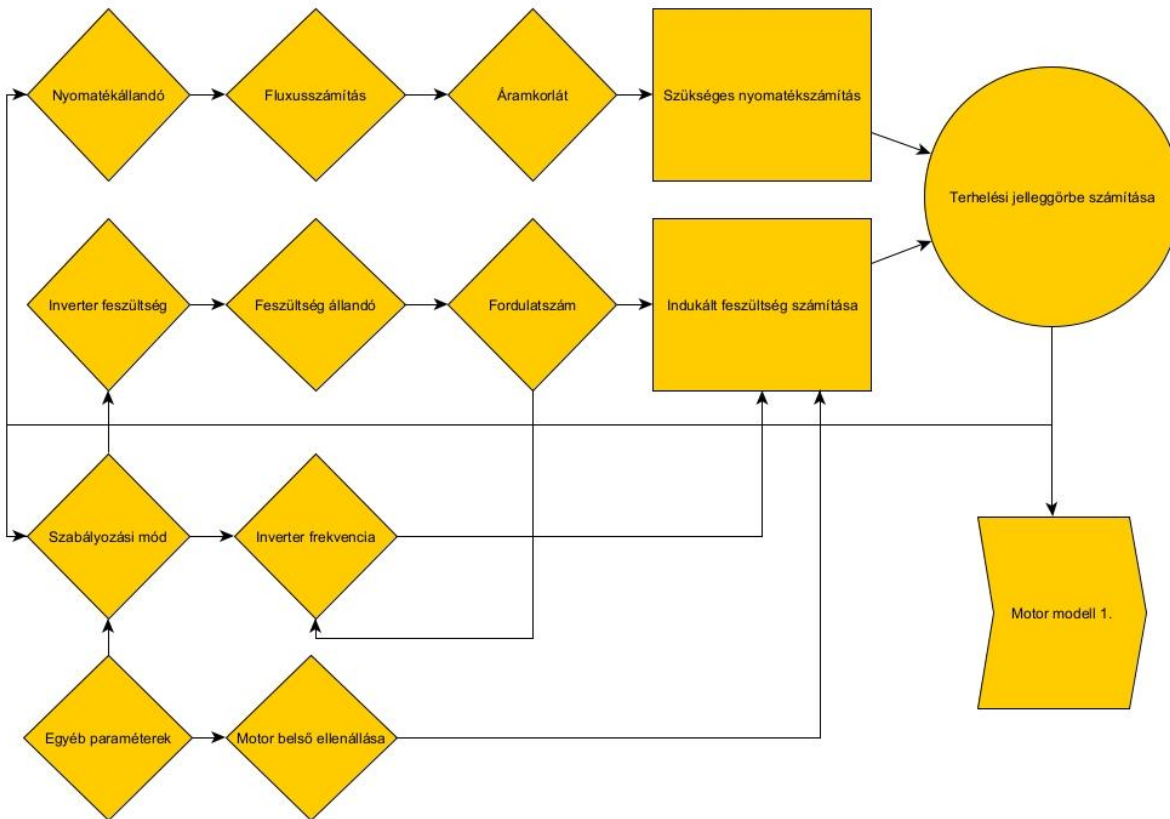 Nyomatékállandó
Fluxusszámítás
Áramkorlát
Szükséges nyomatékszámítás
Terhelési jelleggörbe számítása
Inverter feszültség
Feszültség állandó
Fordulatszám
Indukált feszültség számítása
Szabályozási mód
Inverter frekvencia
Motor modell 1.
Egyéb paraméterek
Motor belső ellenállása